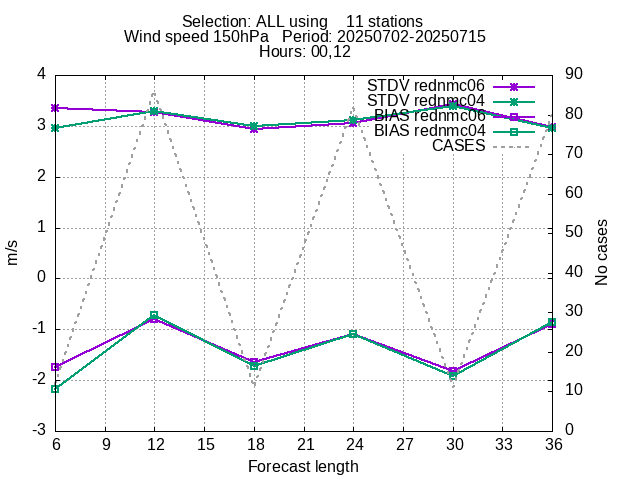 Selection: ALL using    11 stations
Wind speed 150hPa   Period: 20250702-20250715
Hours: 00,12
STDV rednmc06
STDV rednmc04
BIAS rednmc06
BIAS rednmc04
CASES
4
3
2
1
0
-1
-2
-3
m/s
90
80
70
60
50
40
30
20
10
0
No cases
6 9 12 15 18 21 24 27 30 33 36
Forecast length